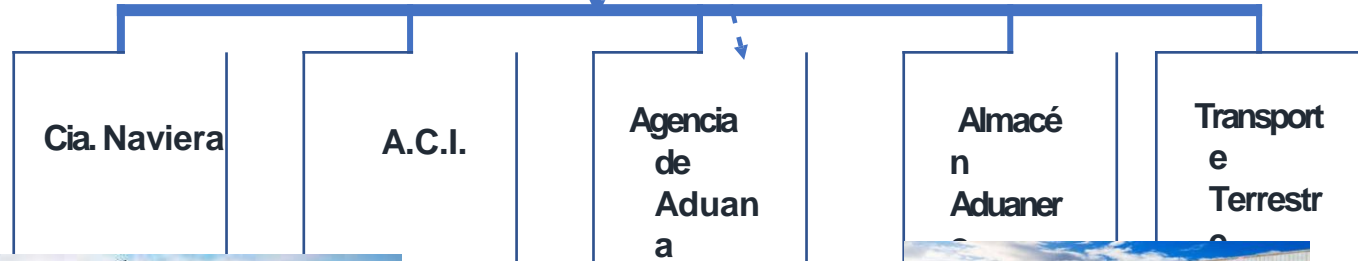 Cia. Naviera
A.C.I.
Agencia
de
Aduan
a
Almacé
n
Aduaner
Transport
e
Terrestr